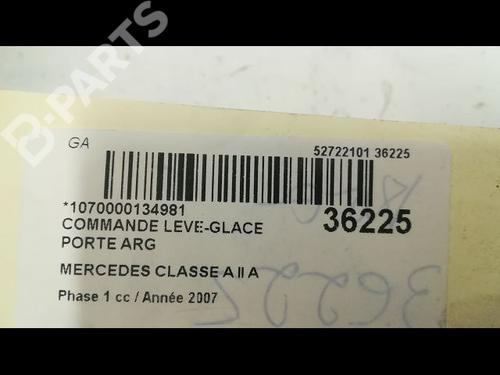 B-PARTS
GA
52722101 36225
*1070000134981
36225
COMMANDE LEVE-GLACE
PORTE ARG
MERCEDES CLASSE A II A
Phase 1 cc / Année 2007
36225